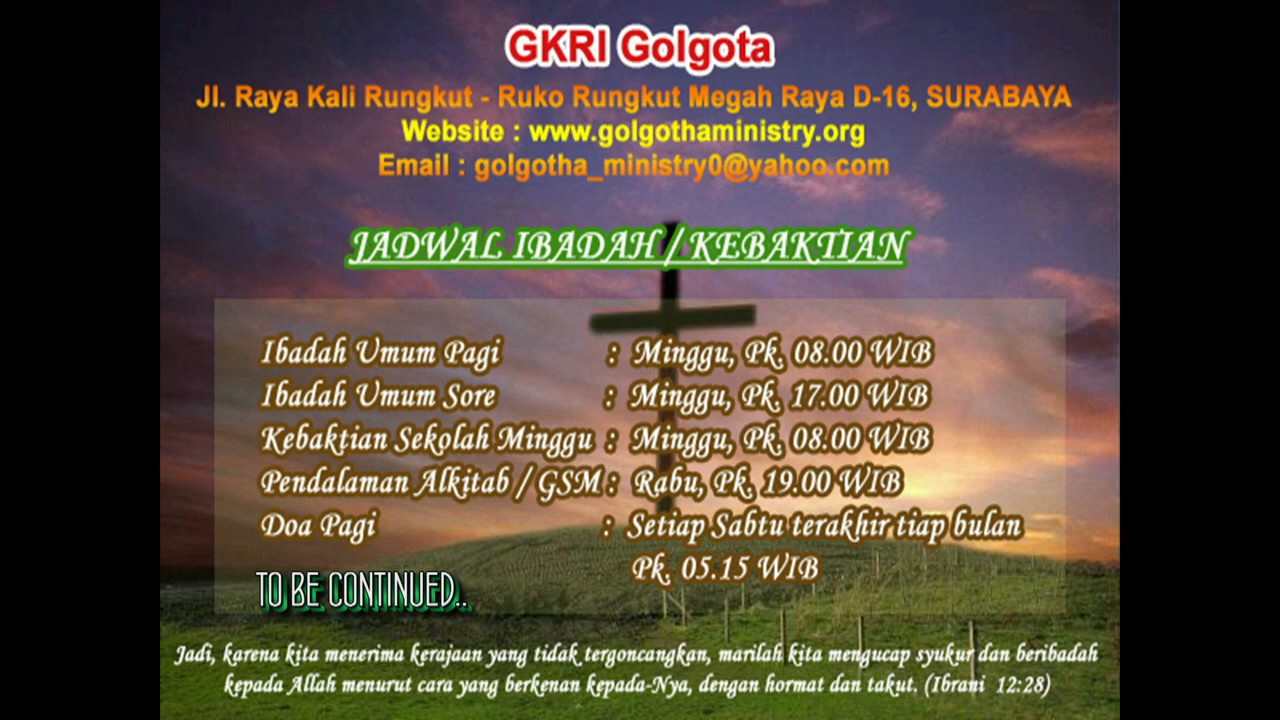 GKRI Golgota
Jl. Raya Kali Rungkut - Ruko Rungkut Megah Raya D-16, SURABAYA
Website : www.golgothaministry.org
Email : golgotha_ministry0@yahoo.com
JADWAL IBADAH / KEBAKTIAN
Ibadah Umum Pagi : Minggu, Pk. 08.00 WIB
Ibadah Umum Sore : Minggu, Pk. 17.00 WIB
Kebaktian Sekolah Minggu : Minggu, Pk. 08.00 WIB
Pendalaman Alkitab / GSM : Rabu, Pk. 19.00 WIB
Doa Pagi : Setiap Sabtu terakhir tiap bulan
Pk. 05.15 WIB
TO BE CONTINUED..
Jadi, karena kita menerima kerajaan yang tidak tergoncangkan, marilah kita mengucap syukur dan beribadah
kepada Allah menurut cara yang berkenan kepada-Nya, dengan hormat dan takut. (Ibrani 12:28)